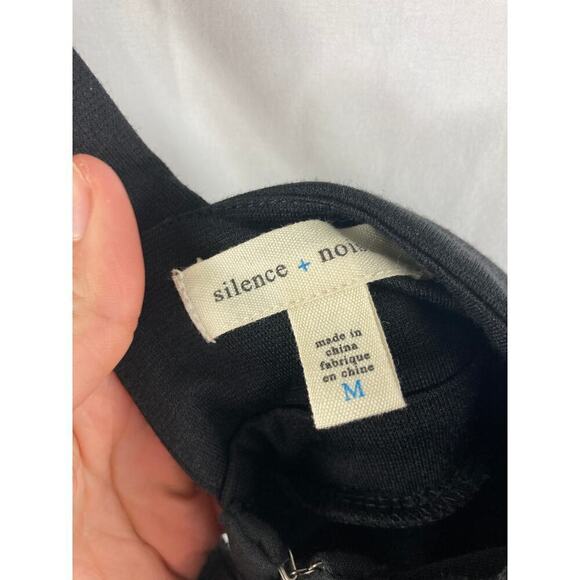 silence + noi
made in
china
fabrique
en chine
M